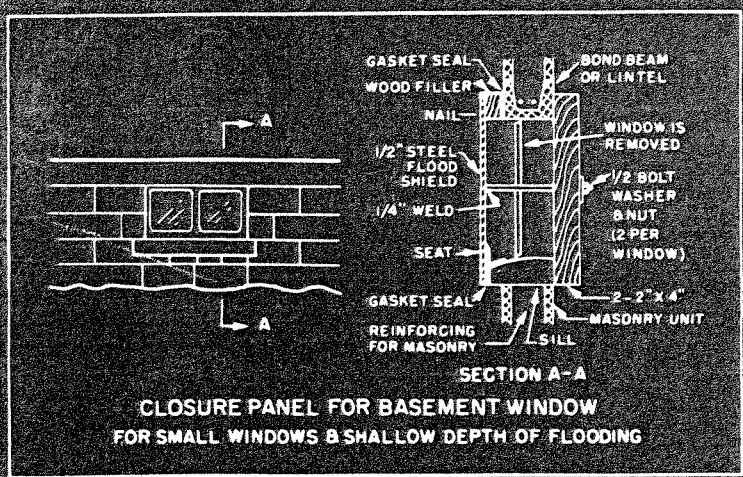 A
A
GASKET SEAL
WOOD FILLER
NAIL
1/2" STEEL
FLOOD
SHIELD
1/4" WELD
SEAT
GASKET SEAL
REINFORCING
FOR MASONRY
SILL
BOND BEAM
OR LINTEL
WINDOW IS
REMOVED
1/2 BOLT
WASHER
& NUT
(2 PER
WINDOW)
2-2" X 4"
MASONRY UNIT
SECTION A-A
CLOSURE PANEL FOR BASEMENT WINDOW
FOR SMALL WINDOWS & SHALLOW DEPTH OF FLOODING